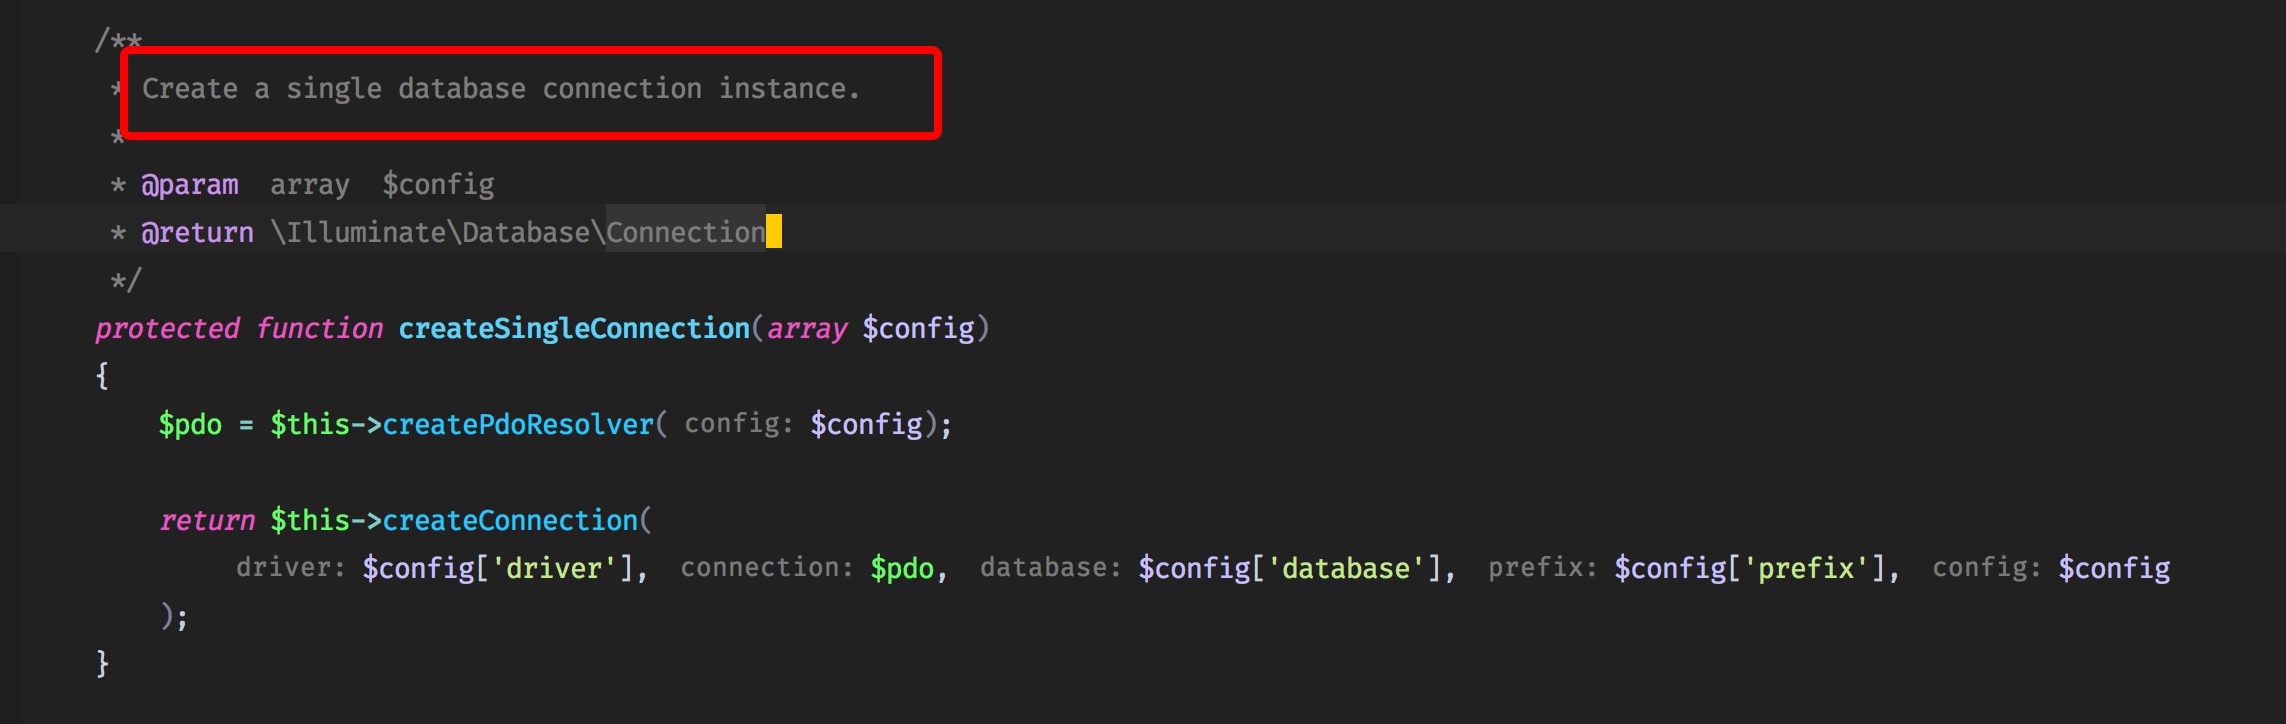 /**
* Create a single database connection instance.
*
* @param  array  $config
* @return \Illuminate\Database\Connection
*/
protected function createSingleConnection(array $config)
{
$pdo = $this->createPdoResolver( config: $config);
return $this->createConnection(
driver: $config['driver'],  connection: $pdo,  database: $config['database'],  prefix: $config['prefix'],  config: $config
);
}